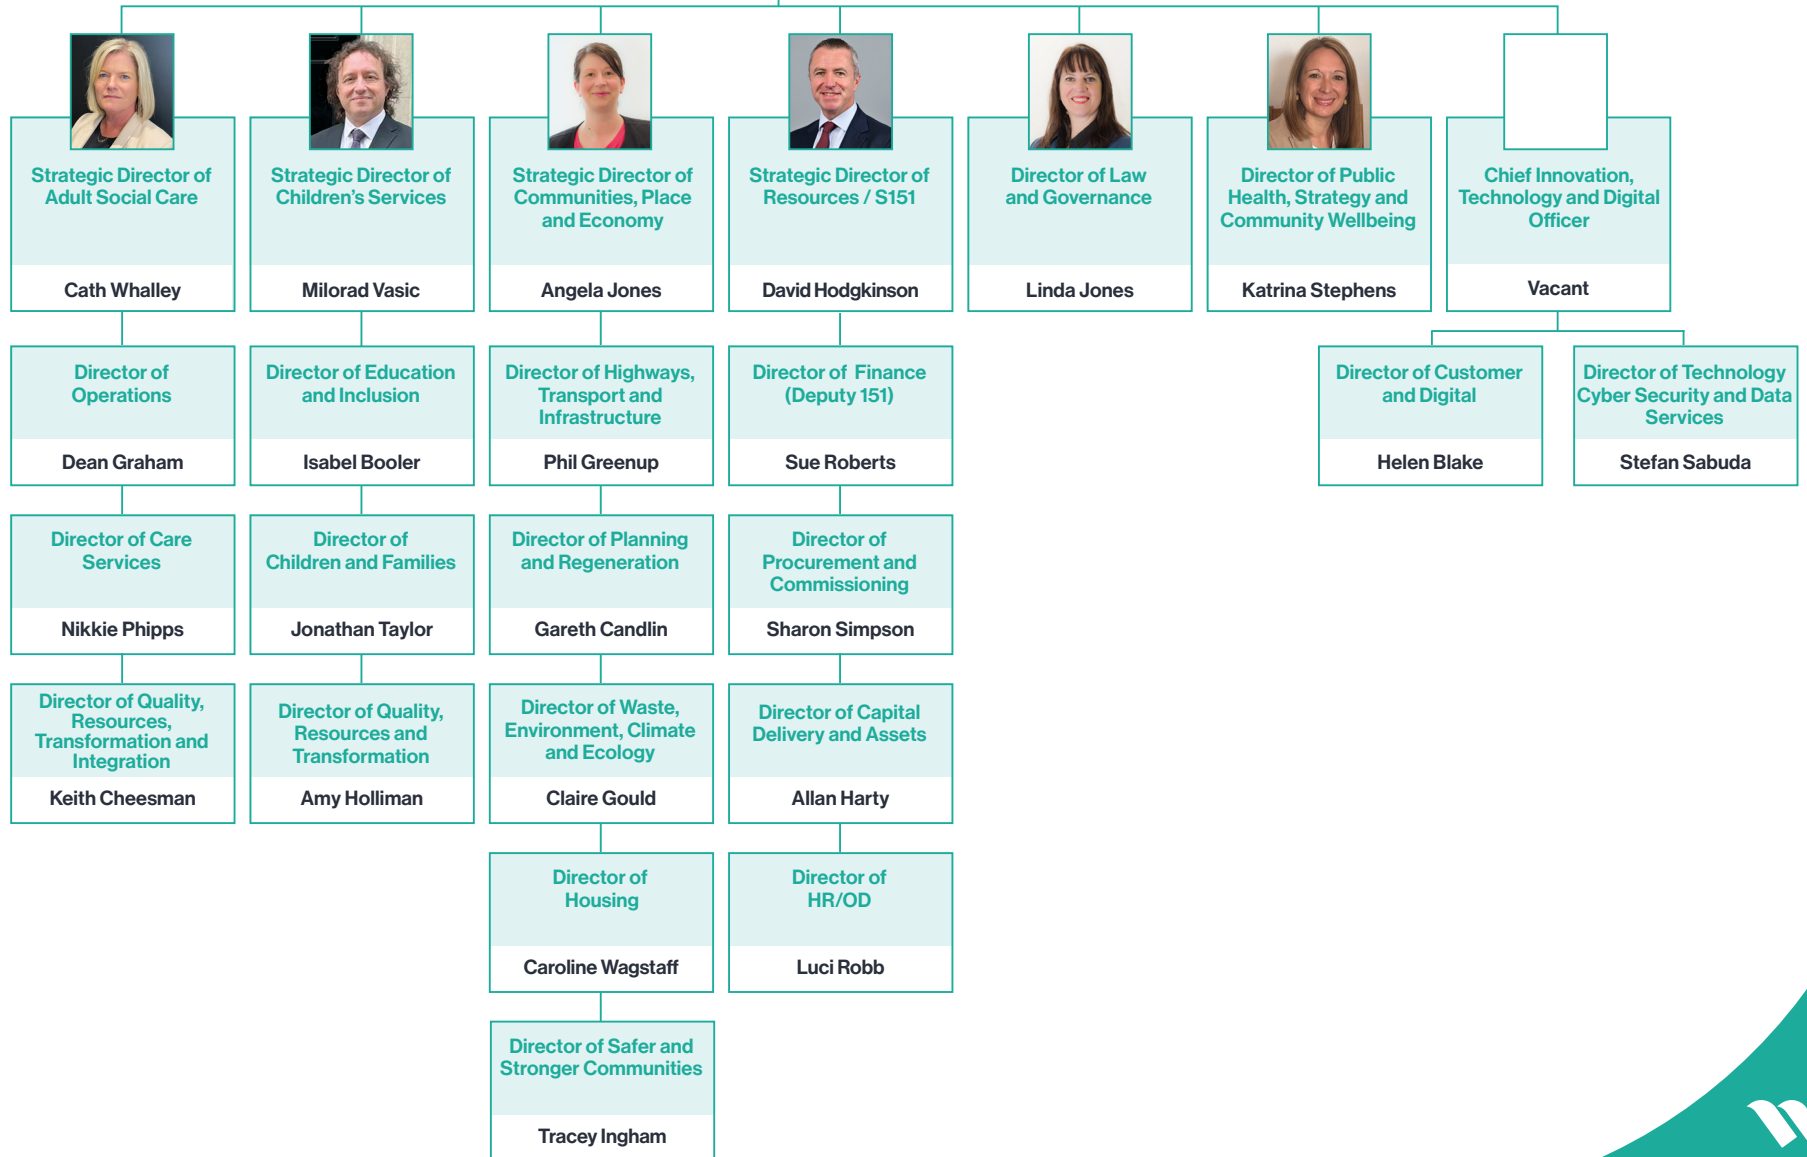 Strategic Director of
Adult Social Care
Cath Whalley
Strategic Director of
Children's Services
Milorad Vasic
Strategic Director of
Communities, Place
and Economy
Angela Jones
Strategic Director of
Resources / S151
David Hodgkinson
Director of Law
and Governance
Linda Jones
Director of Public
Health, Strategy and
Community Wellbeing
Katrina Stephens
Chief Innovation,
Technology and Digital
Officer
Vacant
Director of
Operations
Dean Graham
Director of Education
and Inclusion
Isabel Booler
Director of Highways,
Transport and
Infrastructure
Phil Greenup
Director of Finance
(Deputy 151)
Sue Roberts
Director of Customer
and Digital
Helen Blake
Director of Technology
Cyber Security and Data
Services
Stefan Sabuda
Director of Care
Services
Nikkie Phipps
Director of
Children and Families
Jonathan Taylor
Director of Planning
and Regeneration
Gareth Candlin
Director of
Procurement and
Commissioning
Sharon Simpson
Director of Quality,
Resources,
Transformation and
Integration
Keith Cheesman
Director of Quality,
Resources and
Transformation
Amy Holliman
Director of Waste,
Environment, Climate
and Ecology
Claire Gould
Director of Capital
Delivery and Assets
Allan Harty
Director of
Housing
Caroline Wagstaff
Director of
HR/OD
Luci Robb
Director of Safer and
Stronger Communities
Tracey Ingham